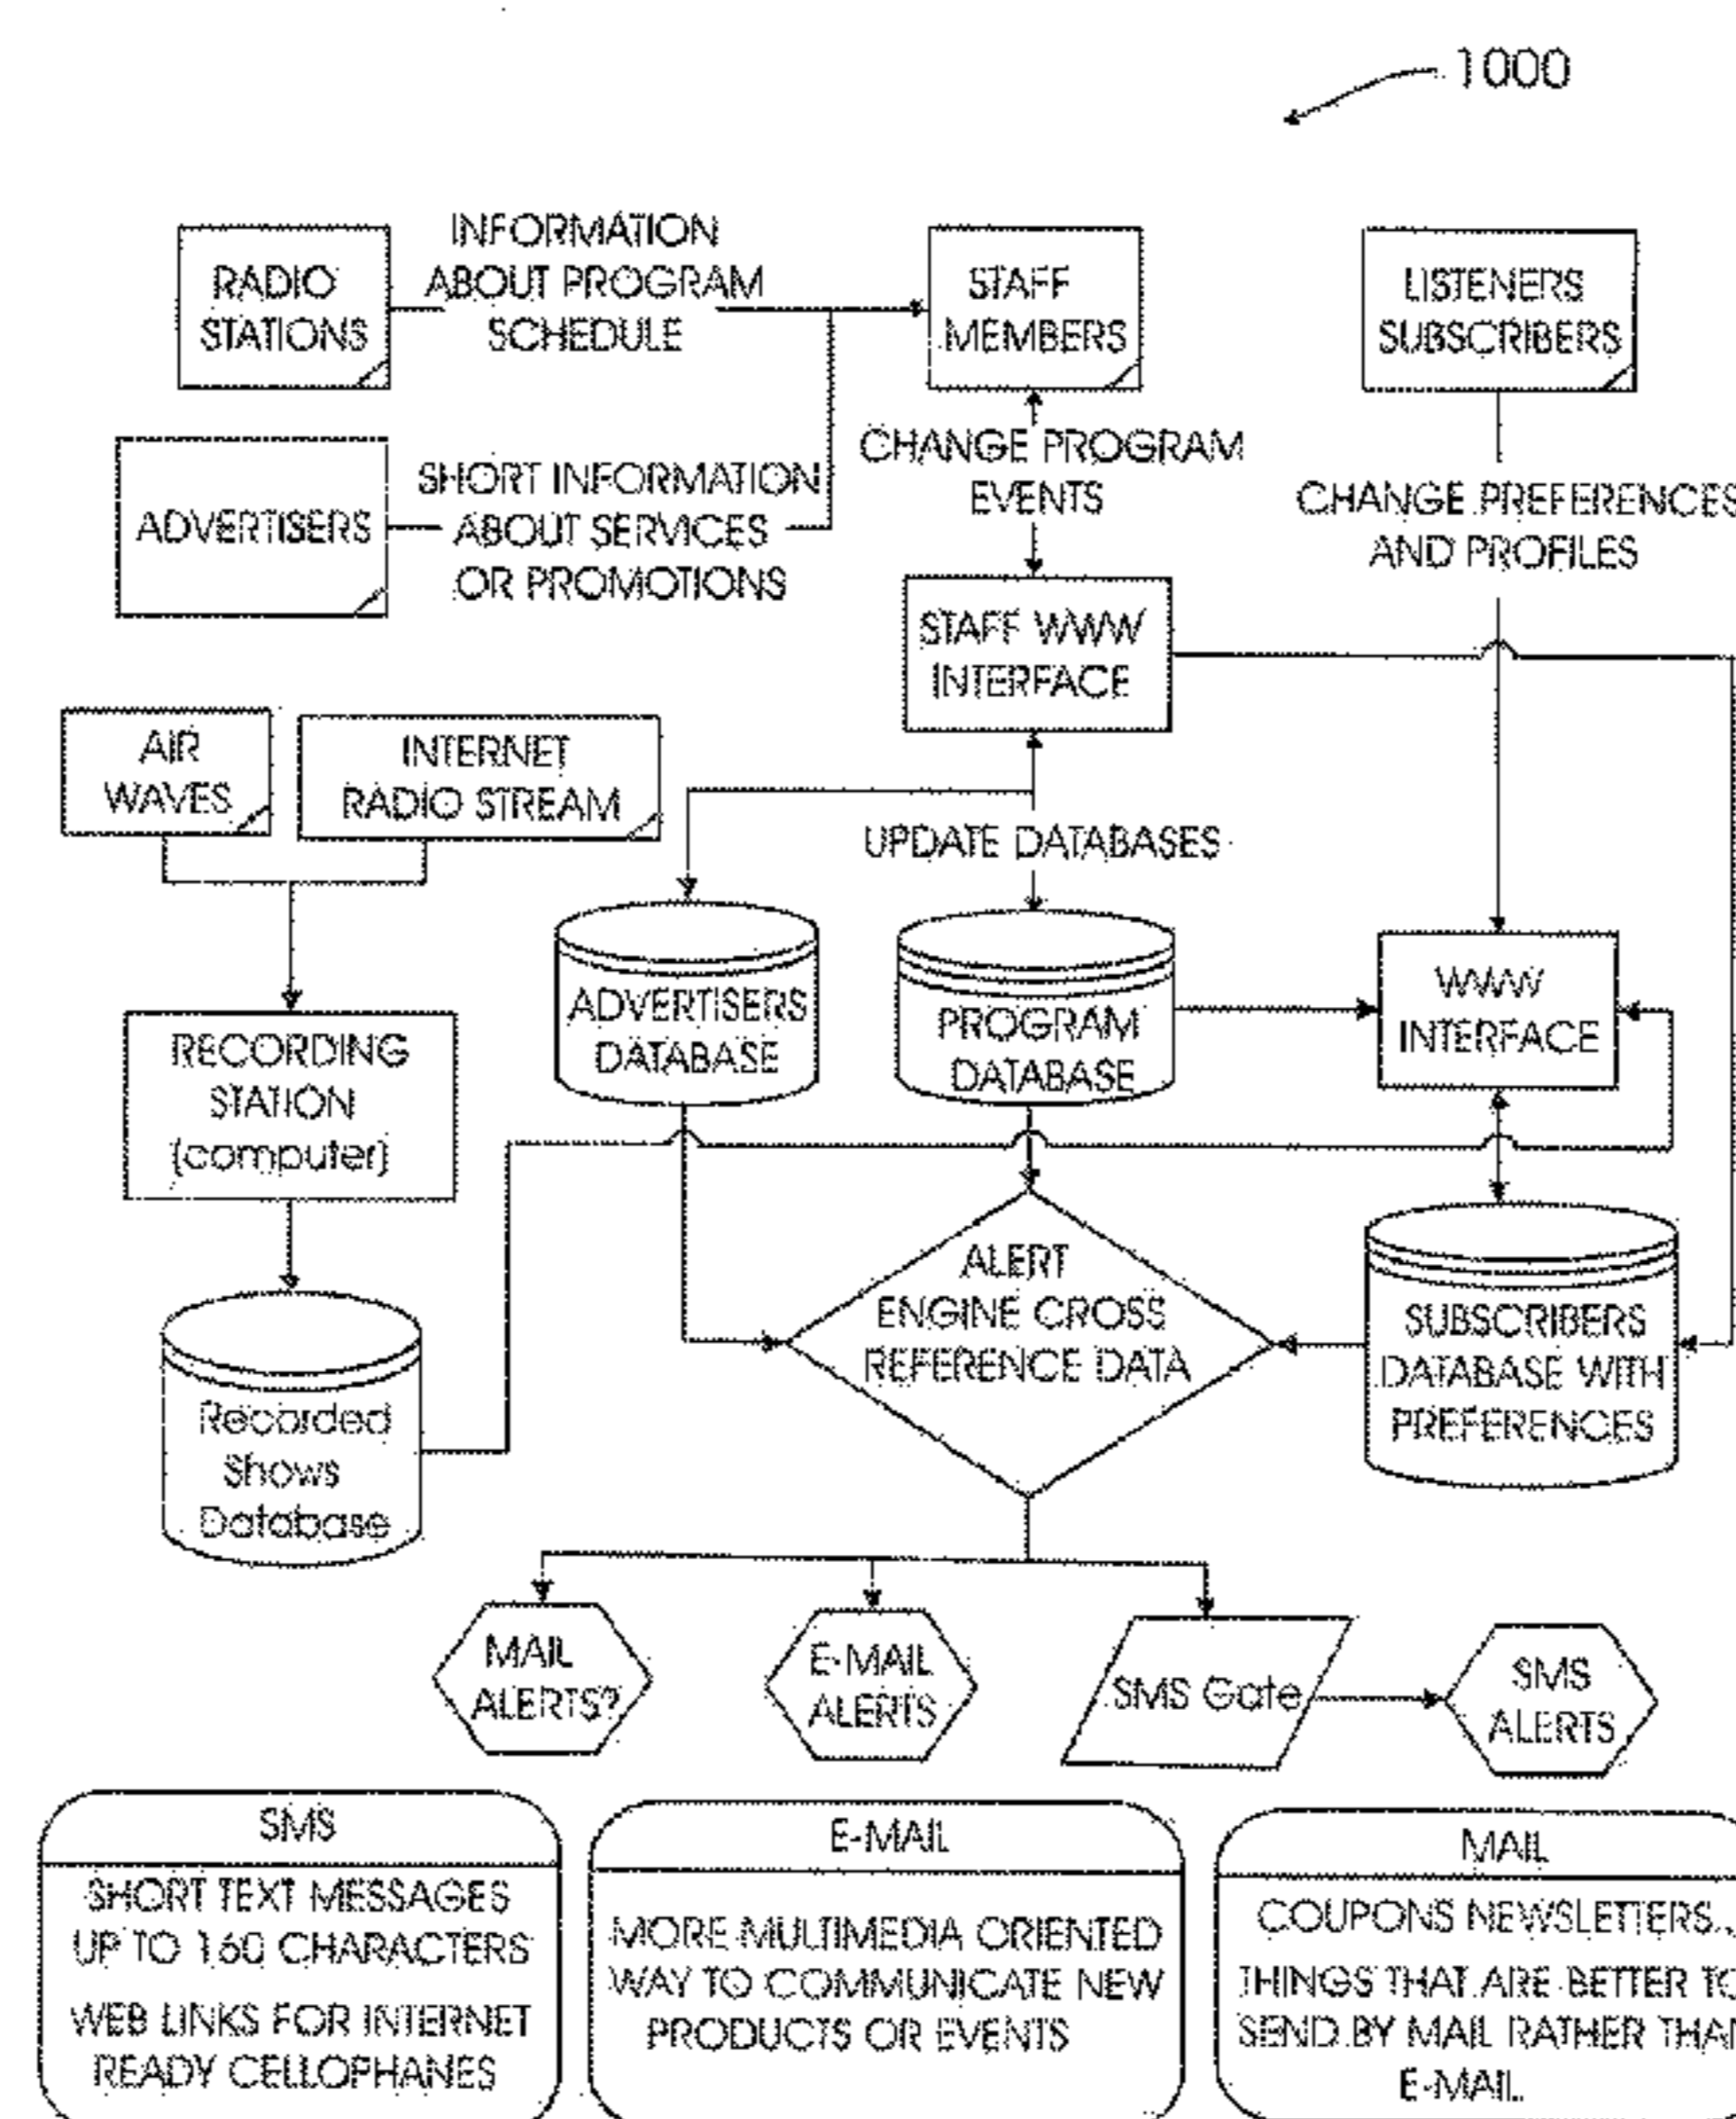 1000
RADIO
STATIONS
INFORMATION
ABOUT PROGRAM
SCHEDULE
STAFF
MEMBERS
LISTENERS
SUBSCRIBERS
ADVERTISERS
SHORT INFORMATION
ABOUT SERVICES
OR PROMOTIONS
CHANGE PROGRAM
EVENTS
CHANGE PREFERENCES
AND PROFILES
STAFF WWW
INTERFACE
AIR
WAVES
INTERNET
RADIO STREAM
UPDATE DATABASES
RECORDING
STATION
(computer)
ADVERTISERS
DATABASE
PROGRAM
DATABASE
WWW
INTERFACE
Recorded
Shows
Database
ALERT
ENGINE CROSS
REFERENCE DATA
SUBSCRIBERS
DATABASE WITH
PREFERENCES
MAIL
ALERTS?
E-MAIL
ALERTS
SMS Gate
SMS
ALERTS
SMS
SHORT TEXT MESSAGES
UP TO 160 CHARACTERS
WEB LINKS FOR INTERNET
READY CELLOPHANES
E-MAIL
MORE MULTIMEDIA ORIENTED
WAY TO COMMUNICATE NEW
PRODUCTS OR EVENTS
MAIL
COUPONS NEWSLETTERS...
THINGS THAT ARE BETTER TO
SEND BY MAIL RATHER THAN
E-MAIL